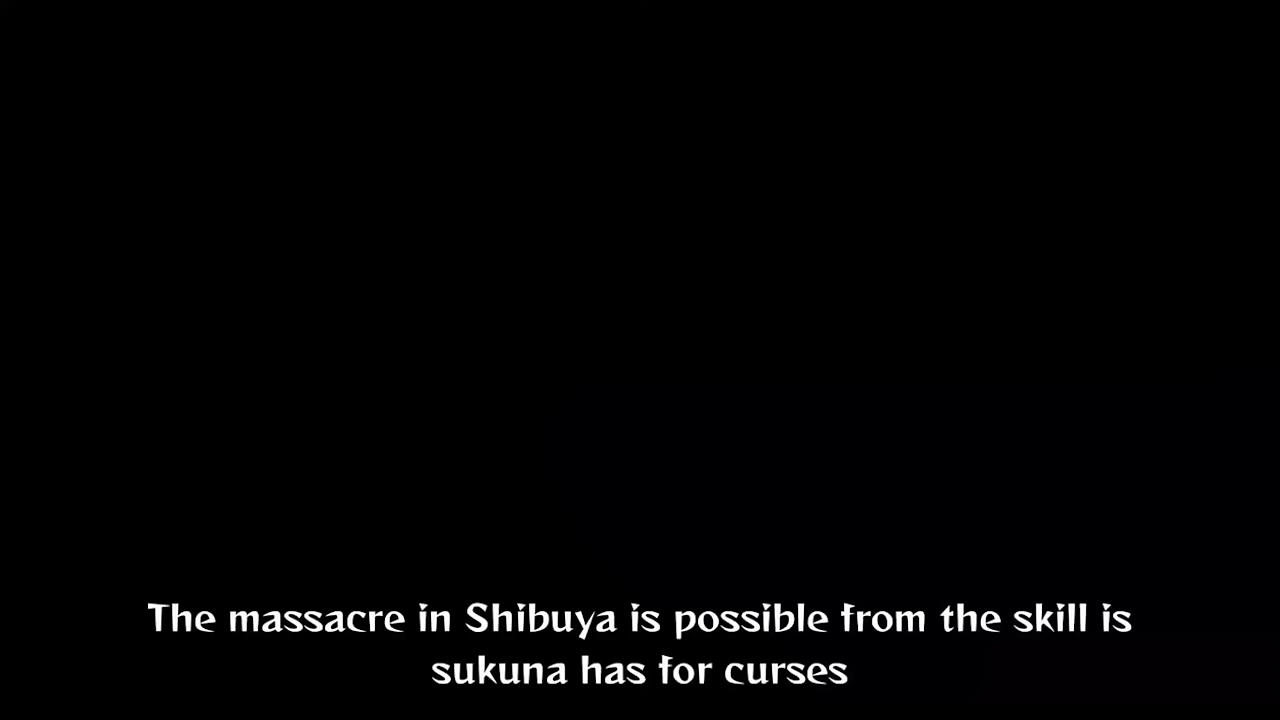 The massacre in Shibuya is possible from the skill is
sukuna has for curses